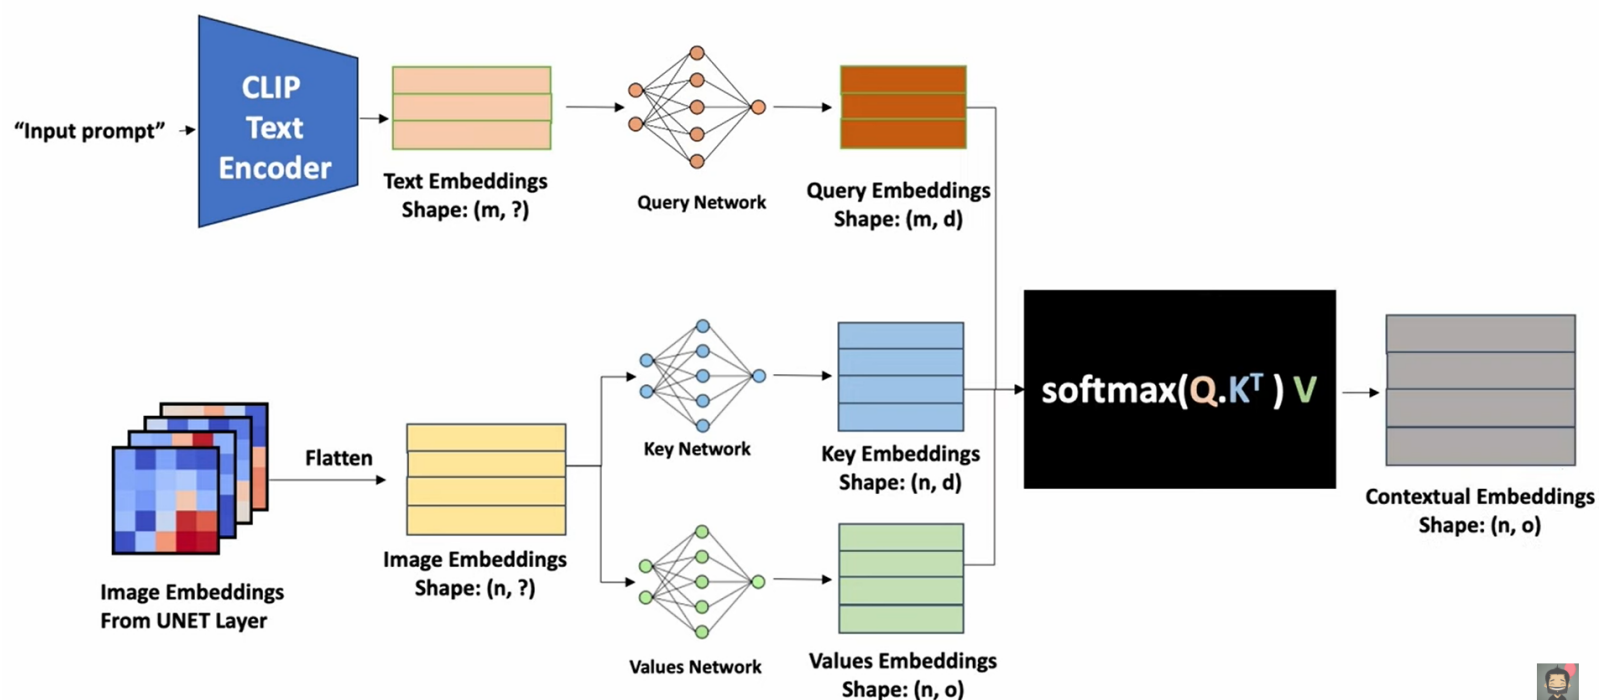 “Input prompt”
CLIP
Text
Encoder
Text Embeddings
Shape: (m, ?)
Query Network
Query Embeddings
Shape: (m, d)
Image Embeddings
From UNET Layer
Flatten
Image Embeddings
Shape: (n, ?)
Key Network
Key Embeddings
Shape: (n, d)
Values Network
Values Embeddings
Shape: (n, o)
softmax(Q.Kᵀ ) V
Contextual Embeddings
Shape: (n, o)